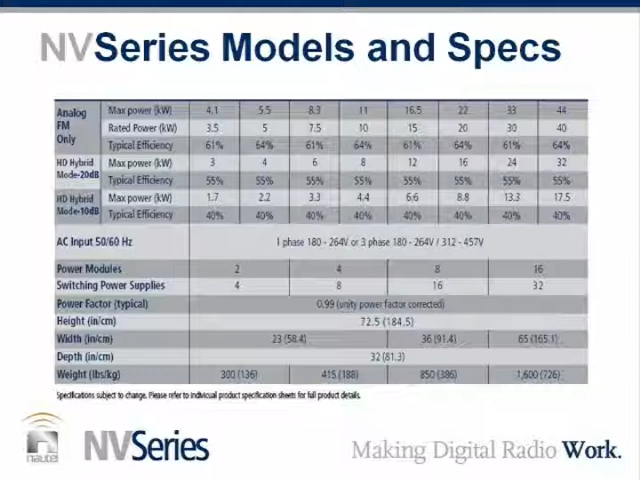 NVSeries Models and Specs
Analog FM Only Max power (kW) 4.1 5.5 8.3 11 16.5 22 33 44
Rated Power (kW) 3.5 5 7.5 10 15 20 30 40
Typical Efficiency 61% 64% 61% 64% 61% 64% 61% 64%
HD Hybrid Mode-20dB Max power (kW) 3 4 6 8 12 16 24 32
Typical Efficiency 55% 55% 55% 55% 55% 55% 55% 55%
HD Hybrid Mode-10dB Max power (kW) 1.7 2.2 3.3 4.4 6.6 8.8 13.3 17.5
Typical Efficiency 40% 40% 40% 40% 40% 40% 40% 40%
AC Input 50/60 Hz 1 phase 180 - 264V or 3 phase 180 - 264V / 312 - 457V
Power Modules 2 4 8 16
Switching Power Supplies 4 8 16 32
Power Factor (typical) 0.99 (unity power factor corrected)
Height (in/cm) 72.5 (184.5)
Width (in/cm) 23 (58.4) 36 (91.4) 65 (165.1)
Depth (in/cm) 32 (81.3)
Weight (lbs/kg) 300 (136) 415 (188) 850 (386) 1,600 (726)
Specifications subject to change. Please refer to individual product specification sheets for full product details.
nautel NVSeries Making Digital Radio Work.